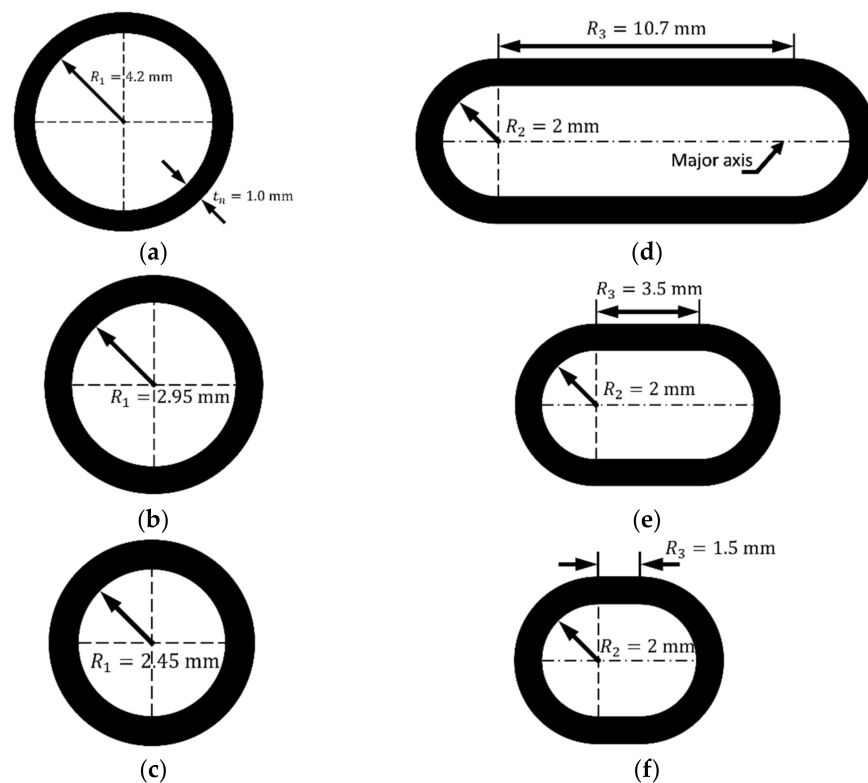 R₁ = 4.2 mm
tₙ = 1.0 mm
(a)
R₃ = 10.7 mm
R₂ = 2 mm
Major axis
(d)
R₁ = 2.95 mm
(b)
R₃ = 3.5 mm
R₂ = 2 mm
(e)
R₁ = 2.45 mm
(c)
R₃ = 1.5 mm
R₂ = 2 mm
(f)